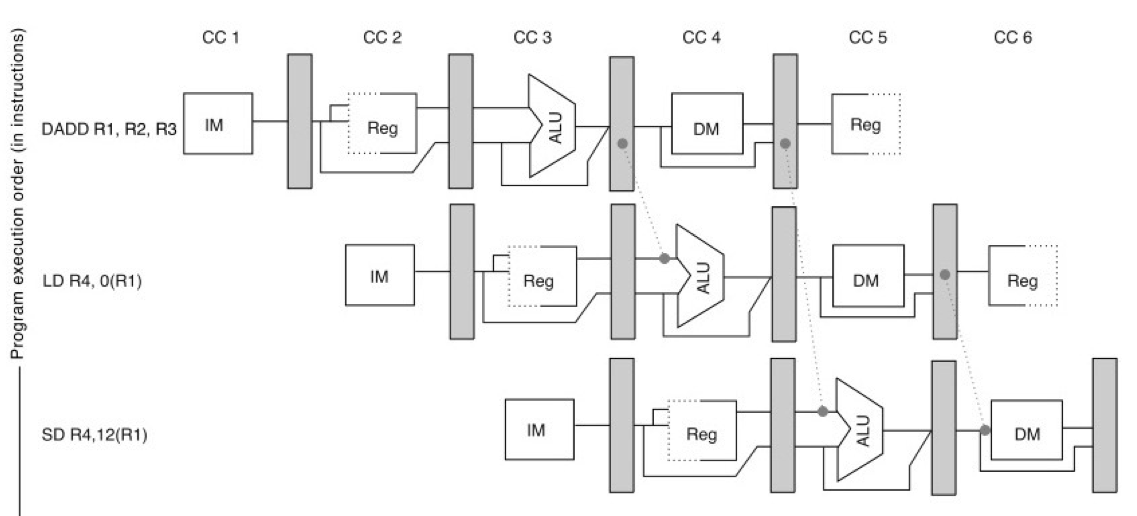 CC 1 CC 2 CC 3 CC 4 CC 5 CC 6
Program execution order (in instructions)
DADD R1, R2, R3 IM Reg ALU DM Reg
LD R4, 0(R1) IM Reg ALU DM Reg
SD R4,12(R1) IM Reg ALU DM